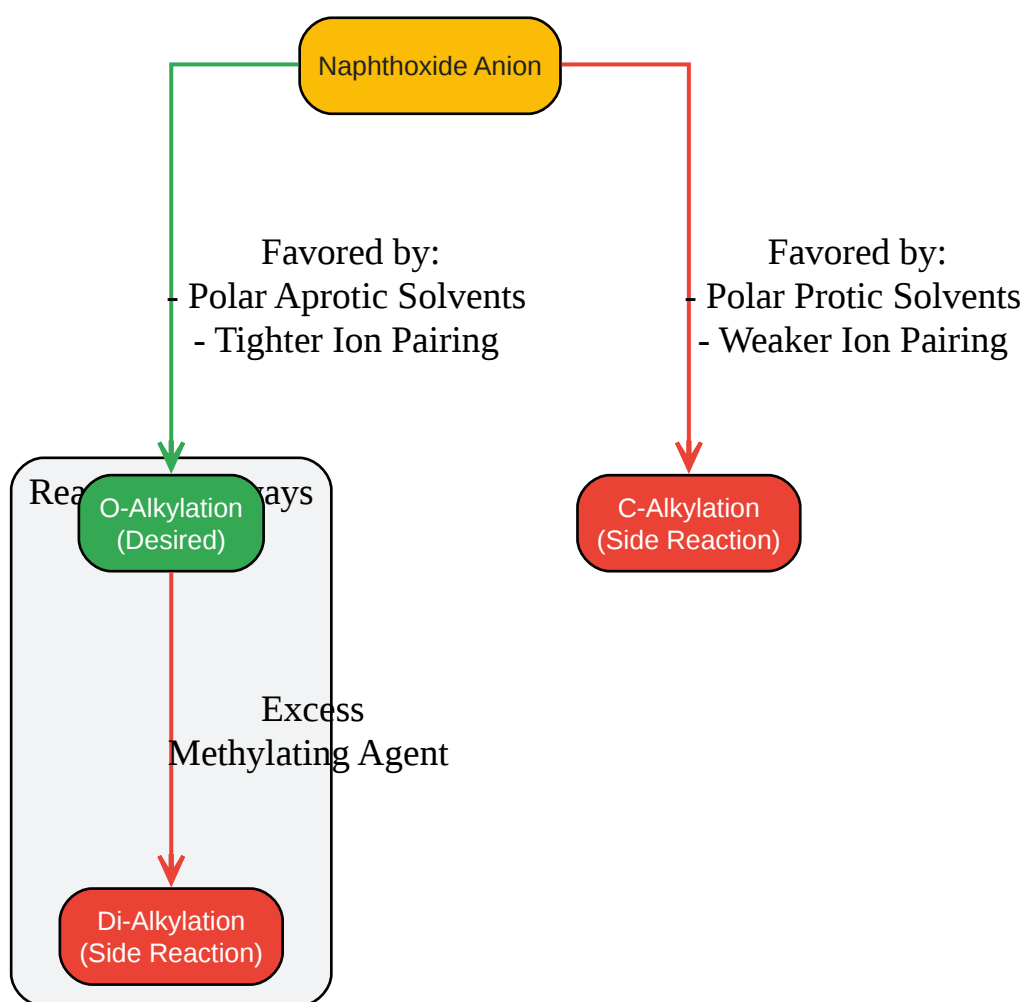 Naphthoxide Anion
Favored by:
- Polar Aprotic Solvents
- Tighter Ion Pairing
Favored by:
- Polar Protic Solvents
- Weaker Ion Pairing
ways
O-Alkylation
(Desired)
C-Alkylation
(Side Reaction)
Excess
Methylating Agent
Di-Alkylation
(Side Reaction)